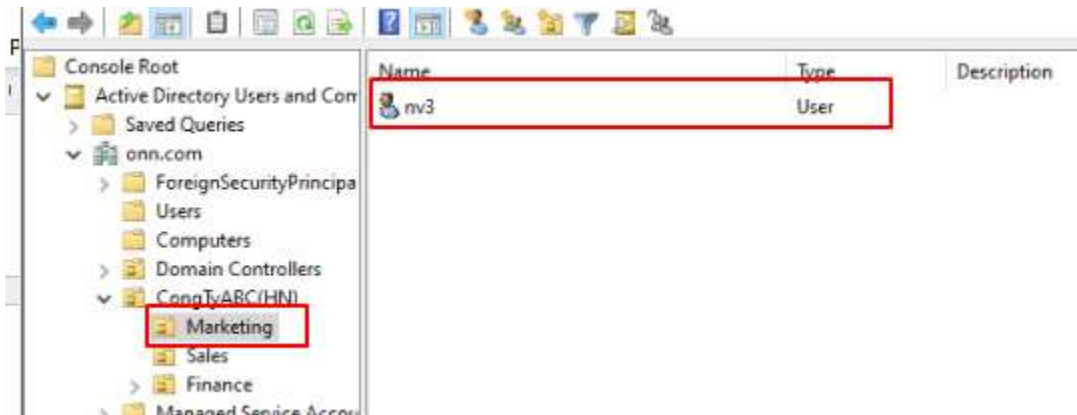 Console Root
Active Directory Users and Com
Saved Queries
onn.com
ForeignSecurityPrincipa
Users
Computers
Domain Controllers
CongTyABC(HN)
Marketing
Sales
Finance
Managed Service Accou
Name Type Description
nv3 User